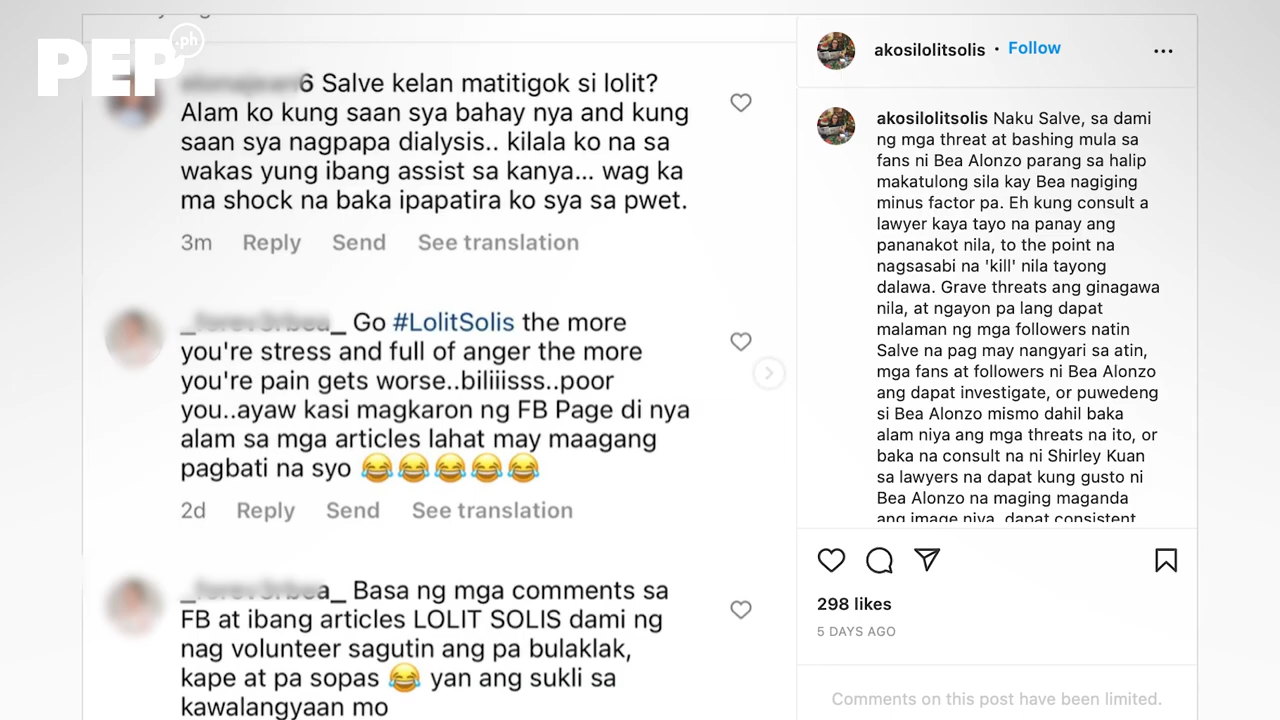 PEP.ph
6 Salve kelan matitigok si lolit?
Alam ko kung saan sya bahay nya and kung
saan sya nagpapa dialysis.. kilala ko na sa
wakas yung ibang assist sa kanya... wag ka
ma shock na baka ipapatira ko sya sa pwet.
3m Reply Send See translation
Go #LolitSolis the more
you're stress and full of anger the more
you're pain gets worse..biliiisss..poor
you..ayaw kasi magkaron ng FB Page di nya
alam sa mga articles lahat may maagang
pagbati na syo 😂😂😂😂😂
2d Reply Send See translation
Basa ng mga comments sa
FB at ibang articles LOLIT SOLIS dami ng
nag volunteer sagutin ang pa bulaklak,
kape at pa sopas 😂 yan ang sukli sa
kawalangyaan mo
akosilolitsolis • Follow
akosilolitsolis Naku Salve, sa dami
ng mga threat at bashing mula sa
fans ni Bea Alonzo parang sa halip
makatulong sila kay Bea nagiging
minus factor pa. Eh kung consult a
lawyer kaya tayo na panay ang
pananakot nila, to the point na
nagsasabi na 'kill' nila tayong
dalawa. Grave threats ang ginagawa
nila, at ngayon pa lang dapat
malaman ng mga followers natin
Salve na pag may nangyari sa atin,
mga fans at followers ni Bea Alonzo
ang dapat investigate, or puwedeng
si Bea Alonzo mismo dahil baka
alam niya ang mga threats na ito, or
baka na consult na ni Shirley Kuan
sa lawyers na dapat kung gusto ni
Bea Alonzo na maging maganda
ang image niya, dapat consistent
298 likes
5 DAYS AGO
Comments on this post have been limited.